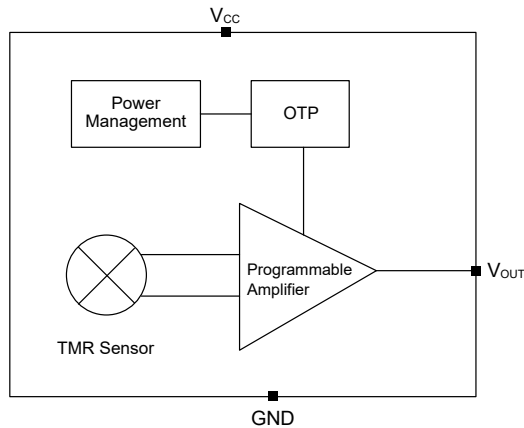 VCC
Power
Management
OTP
Programmable
Amplifier
VOUT
TMR Sensor
GND